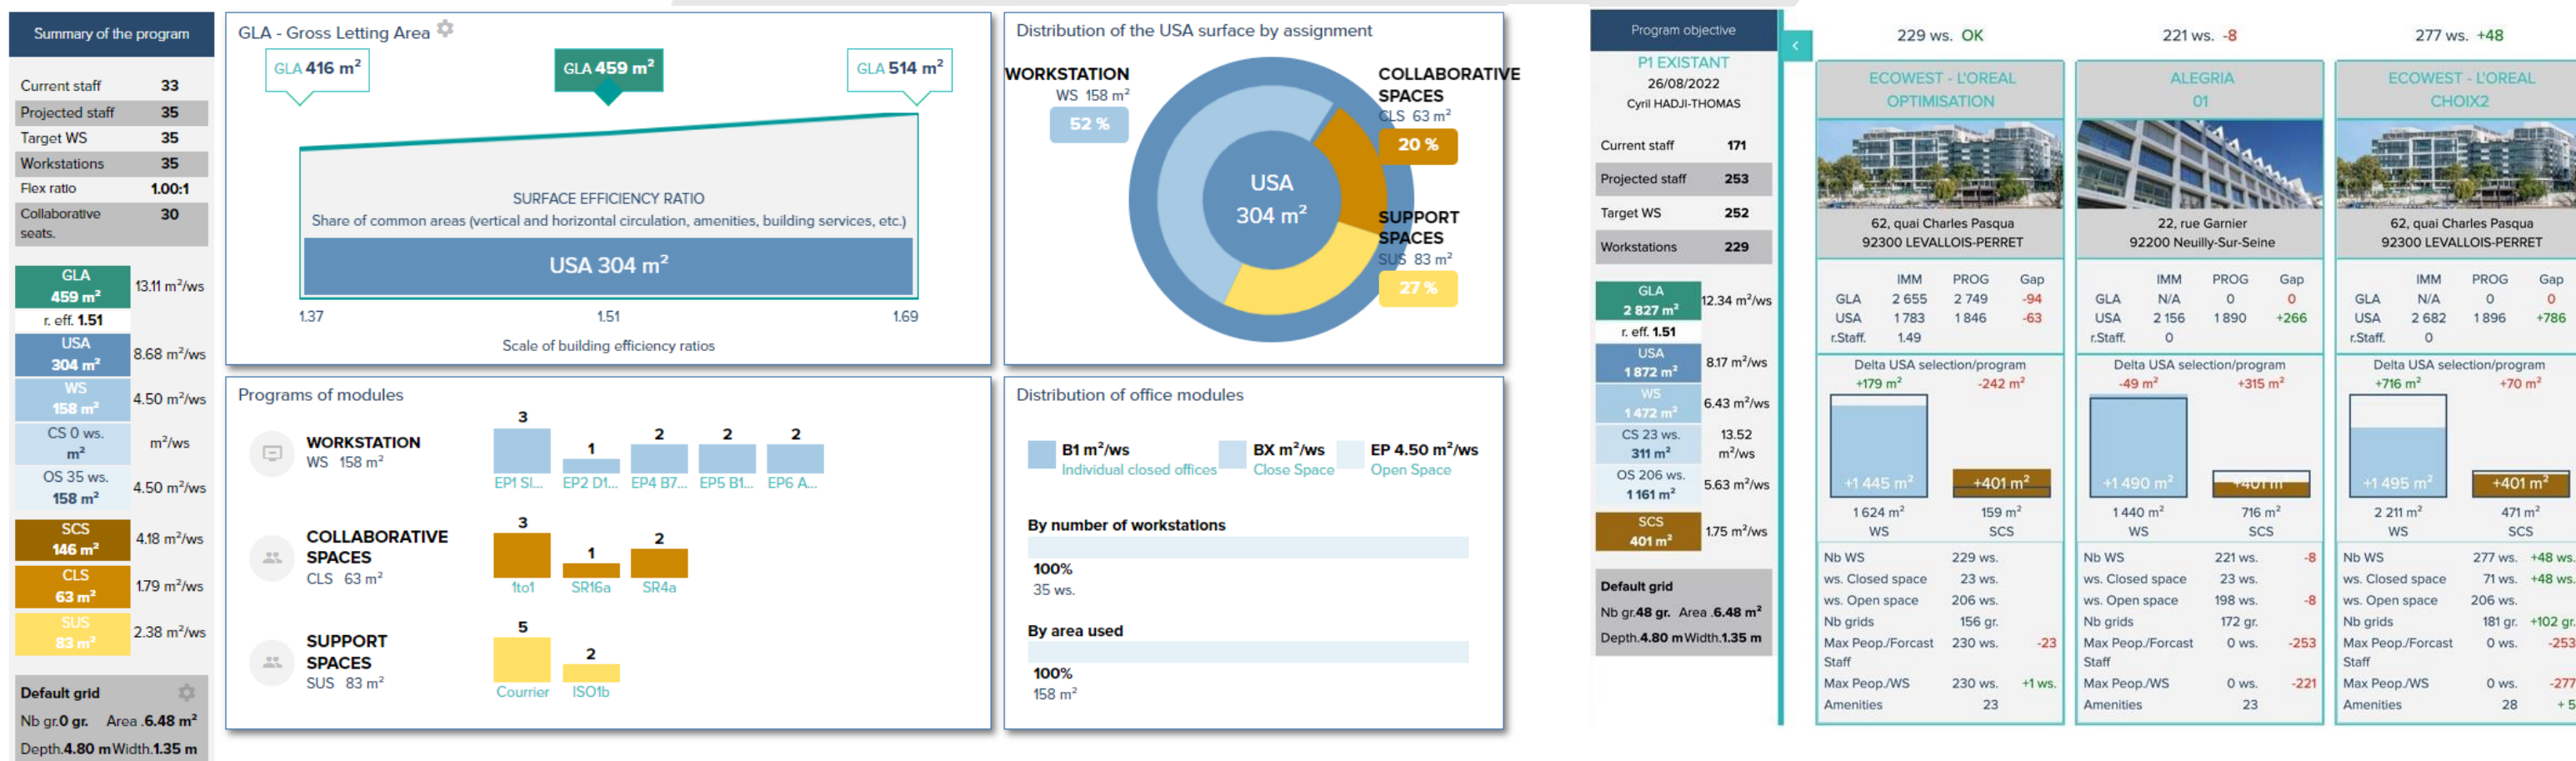 Summary of the program
Current staff 33
Projected staff 35
Target WS 35
Workstations 35
Flex ratio 1.00:1
Collaborative 30
seats.
GLA
459 m² 13.11 m²/ws
r. eff. 1.51
USA
304 m² 8.68 m²/ws
WS
158 m² 4.50 m²/ws
CS 0 ws.
m² m²/ws
OS 35 ws.
158 m² 4.50 m²/ws
SCS
146 m² 4.18 m²/ws
CLS
63 m² 1.79 m²/ws
SUS
83 m² 2.38 m²/ws
Default grid
Nb gr.0 gr. Area .6.48 m²
Depth.4.80 m Width.1.35 m
GLA - Gross Letting Area
GLA 416 m² GLA 459 m² GLA 514 m²
SURFACE EFFICIENCY RATIO
Share of common areas (vertical and horizontal circulation, amenities, building services, etc.)
USA 304 m²
1.37 1.51 1.69
Scale of building efficiency ratios
Distribution of the USA surface by assignment
WORKSTATION
WS 158 m²
52 %
USA
304 m²
COLLABORATIVE
SPACES
CLS 63 m²
20 %
SUPPORT
SPACES
SUS 83 m²
27 %
Programs of modules
WORKSTATION
WS 158 m²
3 1 2 2 2
EP1 SI... EP2 D1... EP4 B7... EP5 B1... EP6 A...
COLLABORATIVE
SPACES
CLS 63 m²
3 1 2
1to1 SR16a SR4a
SUPPORT
SPACES
SUS 83 m²
5 2
Courrier ISO1b
Distribution of office modules
B1 m²/ws BX m²/ws EP 4.50 m²/ws
Individual closed offices Close Space Open Space
By number of workstations
100%
35 ws.
By area used
100%
158 m²
Program objective
P1 EXISTANT
26/08/2022
Cyril HADJI-THOMAS
Current staff 171
Projected staff 253
Target WS 252
Workstations 229
GLA
2 827 m² 12.34 m²/ws
r. eff. 1.51
USA
1 872 m² 8.17 m²/ws
WS
1 472 m² 6.43 m²/ws
CS 23 ws. 13.52
311 m² m²/ws
OS 206 ws.
1 161 m² 5.63 m²/ws
SCS
401 m² 1.75 m²/ws
Default grid
Nb gr.48 gr. Area .6.48 m²
Depth.4.80 m Width.1.35 m
229 ws. OK
ECOWEST - L'OREAL
OPTIMISATION
62, quai Charles Pasqua
92300 LEVALLOIS-PERRET
IMM PROG Gap
GLA 2 655 2 749 -94
USA 1 783 1 846 -63
r.Staff. 1.49
Delta USA selection/program
+179 m² -242 m²
+1 445 m² +401 m²
1 624 m² 159 m²
WS SCS
Nb WS 229 ws.
ws. Closed space 23 ws.
ws. Open space 206 ws.
Nb grids 156 gr.
Max Peop./Forcast 230 ws. -23
Staff
Max Peop./WS 230 ws. +1 ws.
Amenities 23
221 ws. -8
ALEGRIA
01
22, rue Garnier
92200 Neuilly-Sur-Seine
IMM PROG Gap
GLA N/A 0 0
USA 2 156 1 890 +266
r.Staff. 0
Delta USA selection/program
-49 m² +315 m²
+1 490 m² +401 m²
1 440 m² 716 m²
WS SCS
Nb WS 221 ws. -8
ws. Closed space 23 ws.
ws. Open space 198 ws. -8
Nb grids 172 gr.
Max Peop./Forcast 0 ws. -253
Staff
Max Peop./WS 0 ws. -221
Amenities 23
277 ws. +48
ECOWEST - L'OREAL
CHOIX2
62, quai Charles Pasqua
92300 LEVALLOIS-PERRET
IMM PROG Gap
GLA N/A 0 0
USA 2 682 1 896 +786
r.Staff. 0
Delta USA selection/program
+716 m² +70 m²
+1 495 m² +401 m²
2 211 m² 471 m²
WS SCS
Nb WS 277 ws. +48 ws.
ws. Closed space 71 ws. +48 ws.
ws. Open space 206 ws.
Nb grids 181 gr. +102 gr.
Max Peop./Forcast 0 ws. -253
Staff
Max Peop./WS 0 ws. -277
Amenities 28 + 5